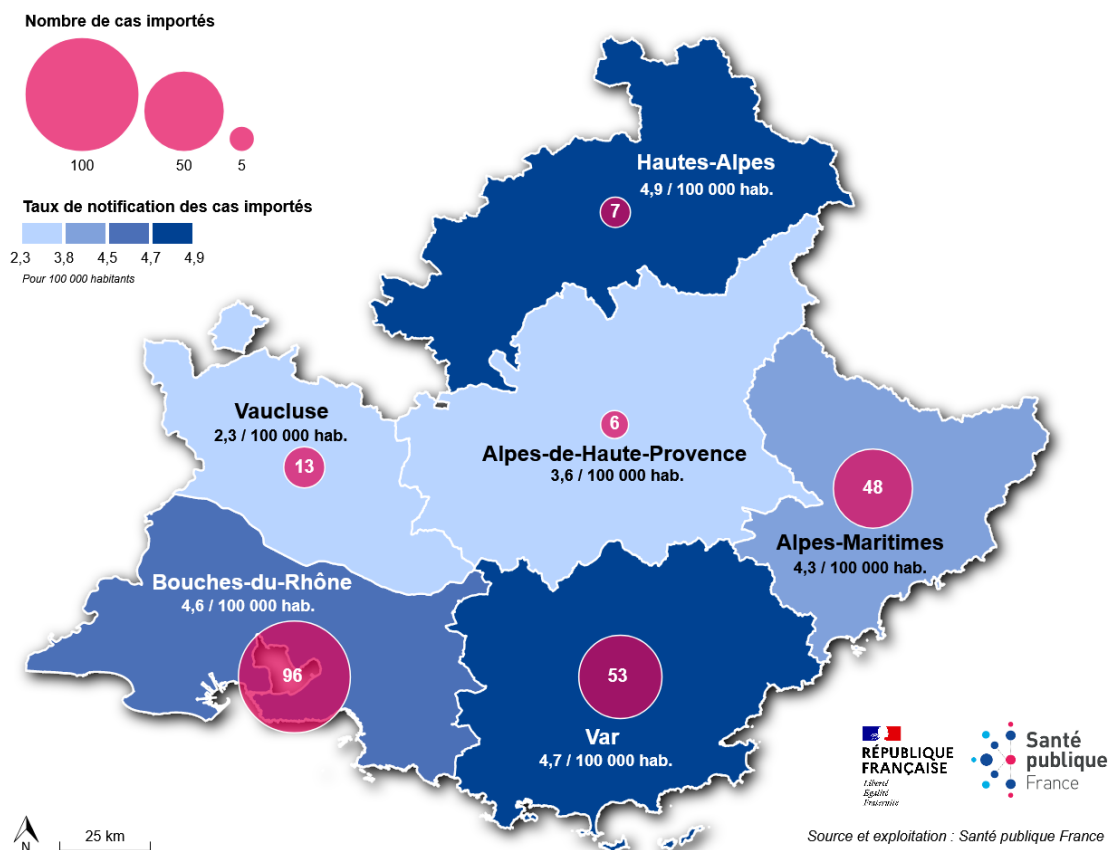 Nombre de cas importés
100
50
5
Taux de notification des cas importés
2,3
3,8
4,5
4,7
4,9
Pour 100 000 habitants
Hautes-Alpes
4,9 / 100 000 hab.
7
Vaucluse
2,3 / 100 000 hab.
13
6
Alpes-de-Haute-Provence
3,6 / 100 000 hab.
48
Alpes-Maritimes
4,3 / 100 000 hab.
Bouches-du-Rhône
4,6 / 100 000 hab.
96
53
Var
4,7 / 100 000 hab.
RÉPUBLIQUE
FRANÇAISE
Liberté
Égalité
Fraternité
Santé
publique
France
N
25 km
Source et exploitation : Santé publique France